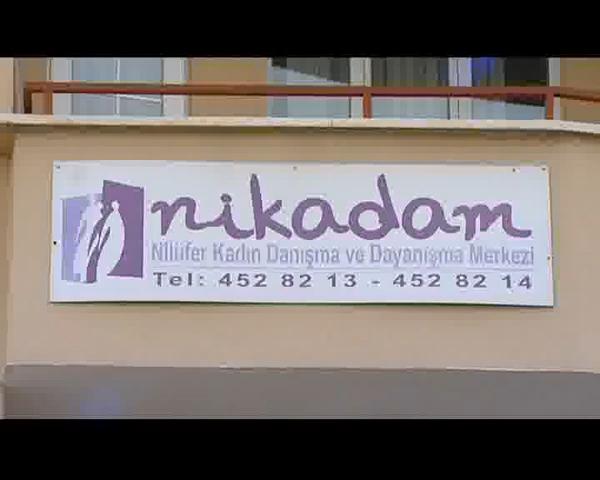 nikadam
Nilüfer Kadın Danışma ve Dayanışma Merkezi
Tel: 452 82 13 - 452 82 14